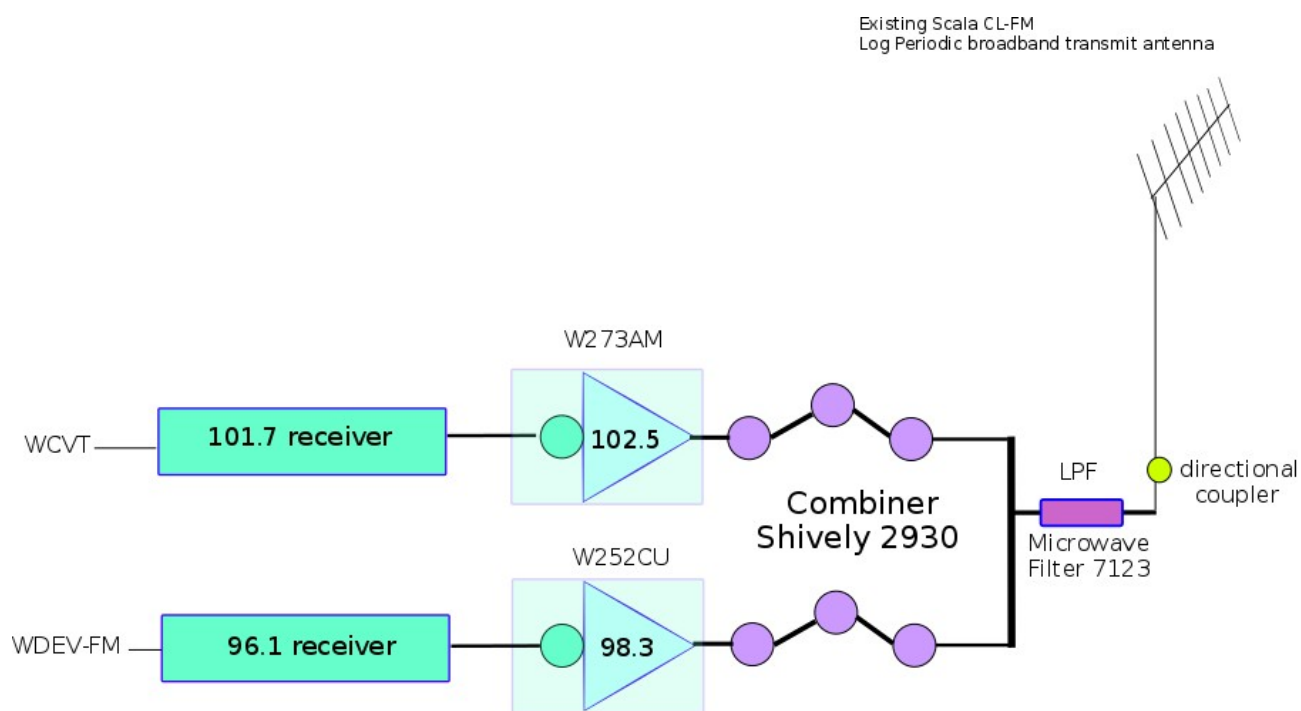 Existing Scala CL-FM
Log Periodic broadband transmit antenna
W273AM
WCVT
101.7 receiver
102.5
Combiner
Shively 2930
LPF
directional
coupler
Microwave
Filter 7123
W252CU
WDEV-FM
96.1 receiver
98.3